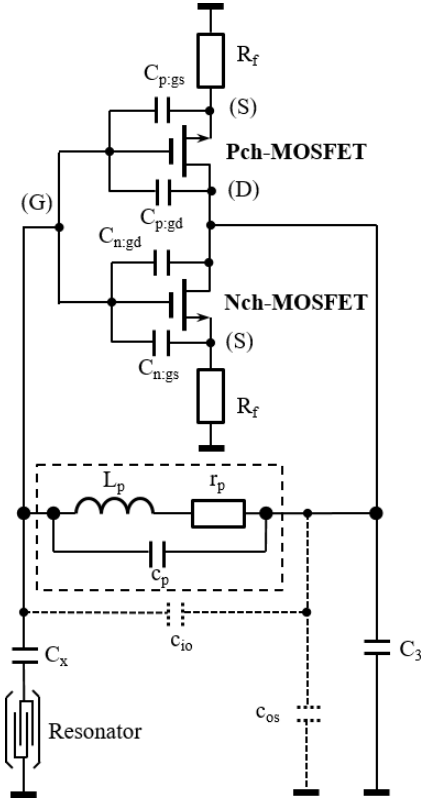 R_f
C_p:gs
(S)
Pch-MOSFET
(G)
(D)
C_p:gd
C_n:gd
Nch-MOSFET
(S)
C_n:gs
R_f
L_p
r_p
c_p
c_io
C_x
C_3
c_os
Resonator